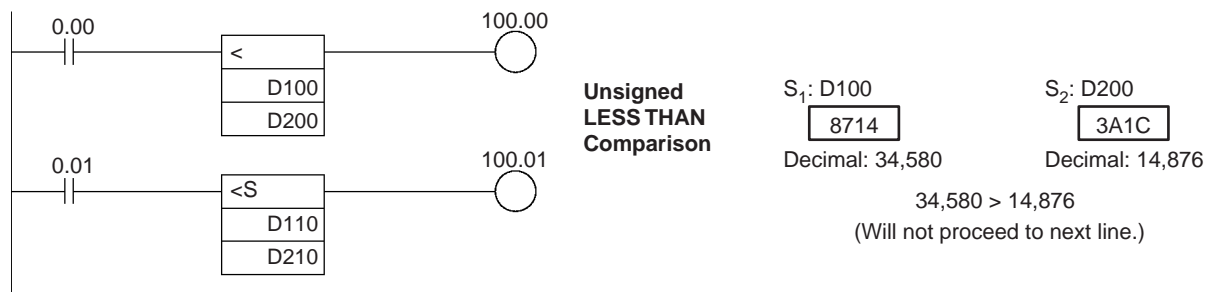 0.00
100.00
<
D100
D200
0.01
100.01
<S
D110
D210
Unsigned
LESS THAN
Comparison
S1: D100
8714
Decimal: 34,580
S2: D200
3A1C
Decimal: 14,876
34,580 > 14,876
(Will not proceed to next line.)